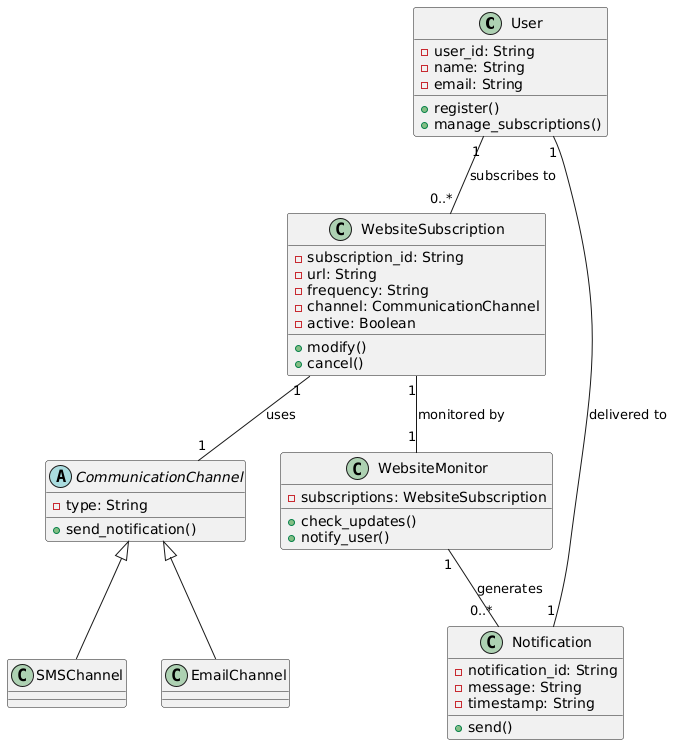 C User
user_id: String
name: String
email: String
register()
manage_subscriptions()
1
1
subscribes to
0..*
C WebsiteSubscription
subscription_id: String
url: String
frequency: String
channel: CommunicationChannel
active: Boolean
modify()
cancel()
1
1
uses
monitored by
delivered to
1
1
A CommunicationChannel
type: String
send_notification()
C WebsiteMonitor
subscriptions: WebsiteSubscription
check_updates()
notify_user()
1
generates
0..*
1
C SMSChannel
C EmailChannel
C Notification
notification_id: String
message: String
timestamp: String
send()